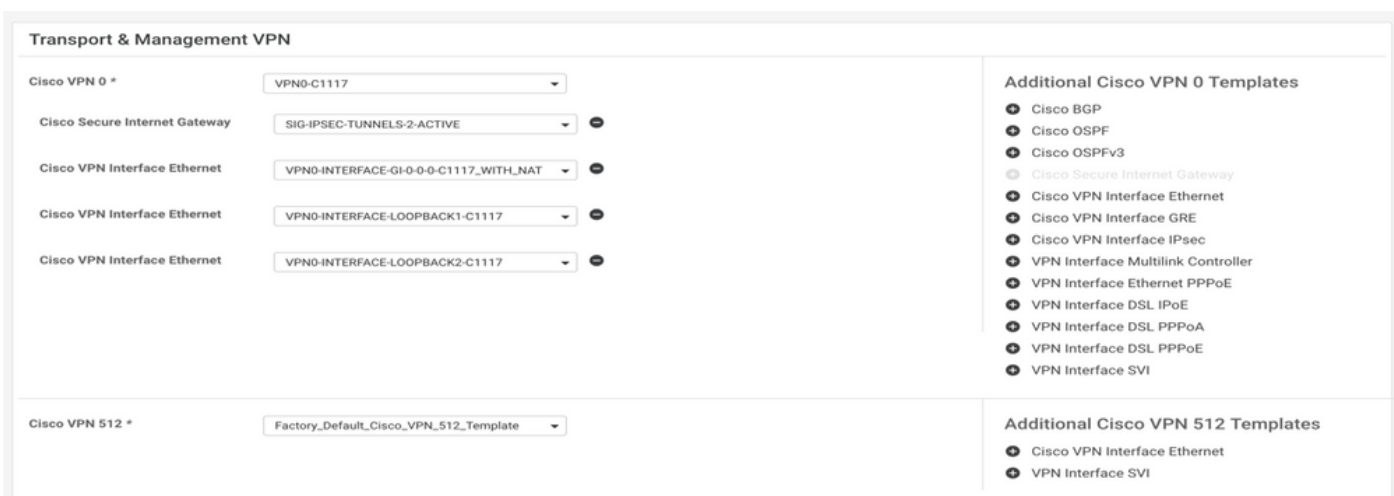 Transport & Management VPN
Cisco VPN 0 *
VPN0-C1117
Cisco Secure Internet Gateway
SIG-IPSEC-TUNNELS-2-ACTIVE
Cisco VPN Interface Ethernet
VPN0-INTERFACE-GI-0-0-0-C1117_WITH_NAT
Cisco VPN Interface Ethernet
VPN0-INTERFACE-LOOPBACK1-C1117
Cisco VPN Interface Ethernet
VPN0-INTERFACE-LOOPBACK2-C1117
Additional Cisco VPN 0 Templates
Cisco BGP
Cisco OSPF
Cisco OSPFv3
Cisco Secure Internet Gateway
Cisco VPN Interface Ethernet
Cisco VPN Interface GRE
Cisco VPN Interface IPsec
VPN Interface Multilink Controller
VPN Interface Ethernet PPPoE
VPN Interface DSL IPoE
VPN Interface DSL PPPoA
VPN Interface DSL PPPoE
VPN Interface SVI
Cisco VPN 512 *
Factory_Default_Cisco_VPN_512_Template
Additional Cisco VPN 512 Templates
Cisco VPN Interface Ethernet
VPN Interface SVI